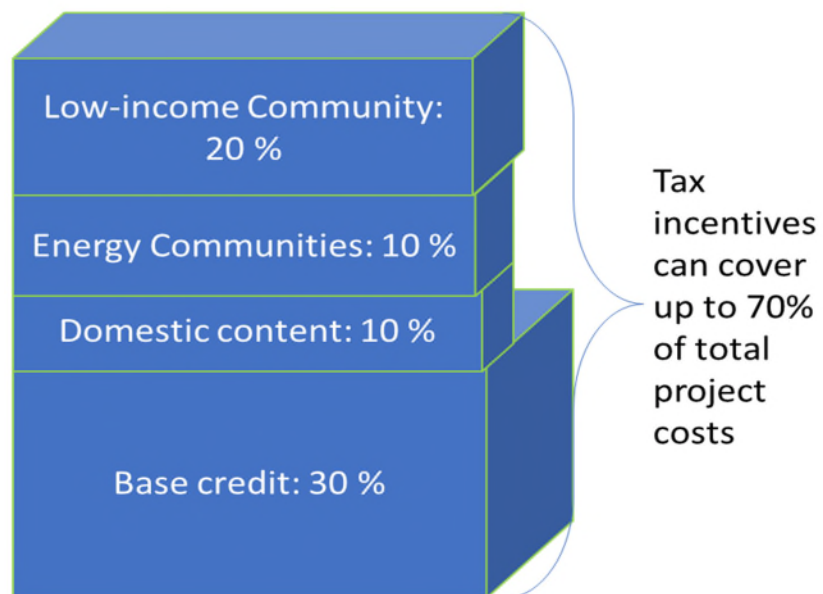 Low-income Community:
20 %
Energy Communities: 10 %
Domestic content: 10 %
Base credit: 30 %
Tax
incentives
can cover
up to 70%
of total
project
costs